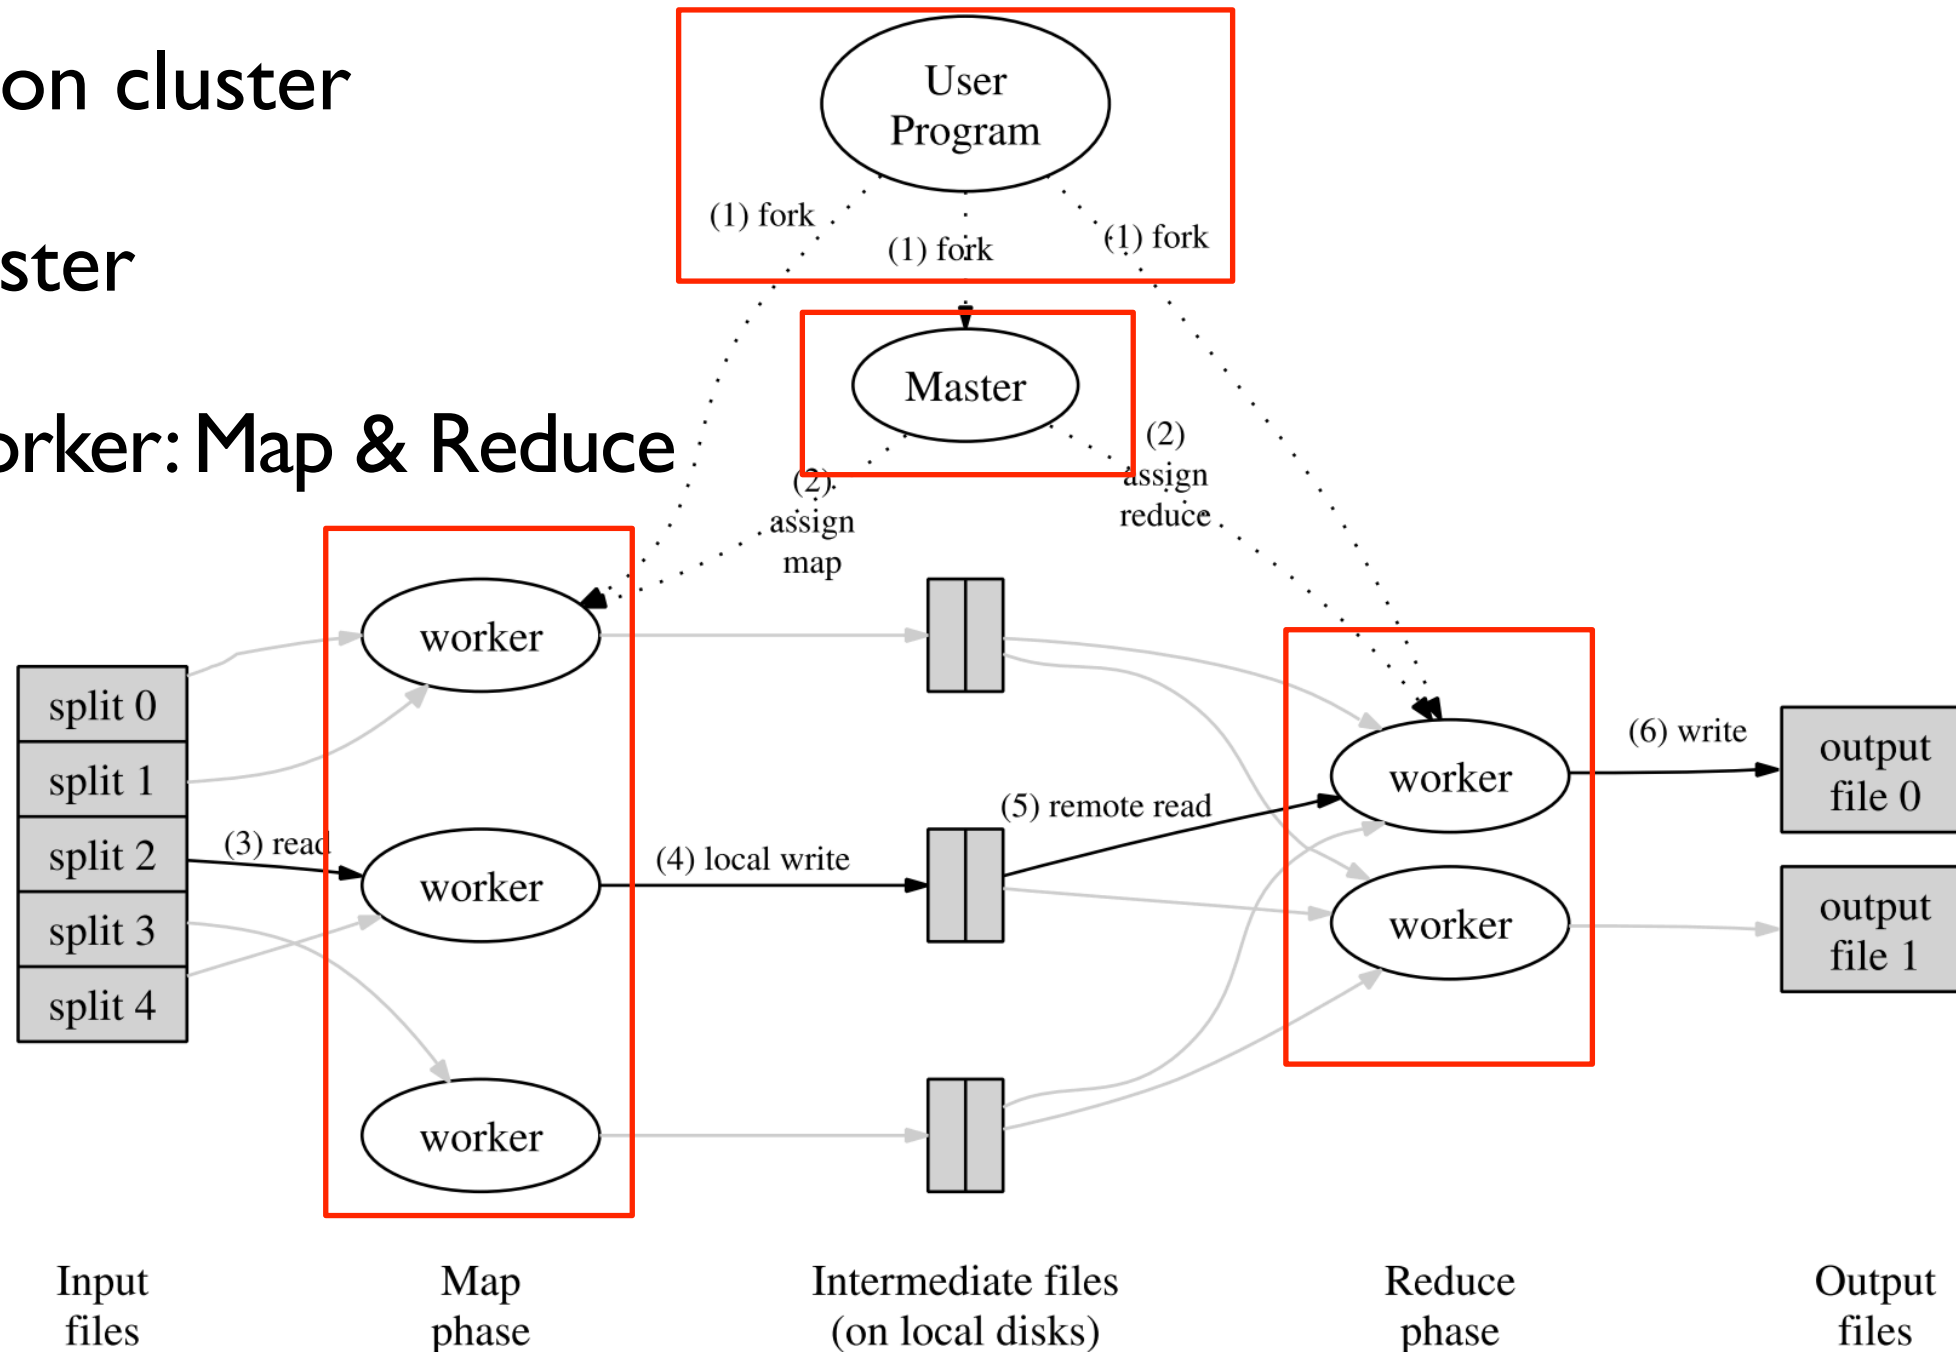 on cluster
ster
orker: Map & Reduce
User
Program
(1) fork
(1) fork
(1) fork
Master
(2)
assign
map
(2)
assign
reduce
split 0
split 1
split 2
split 3
split 4
(3) read
worker
worker
worker
(4) local write
(5) remote read
worker
worker
(6) write
output
file 0
output
file 1
Input
files
Map
phase
Intermediate files
(on local disks)
Reduce
phase
Output
files